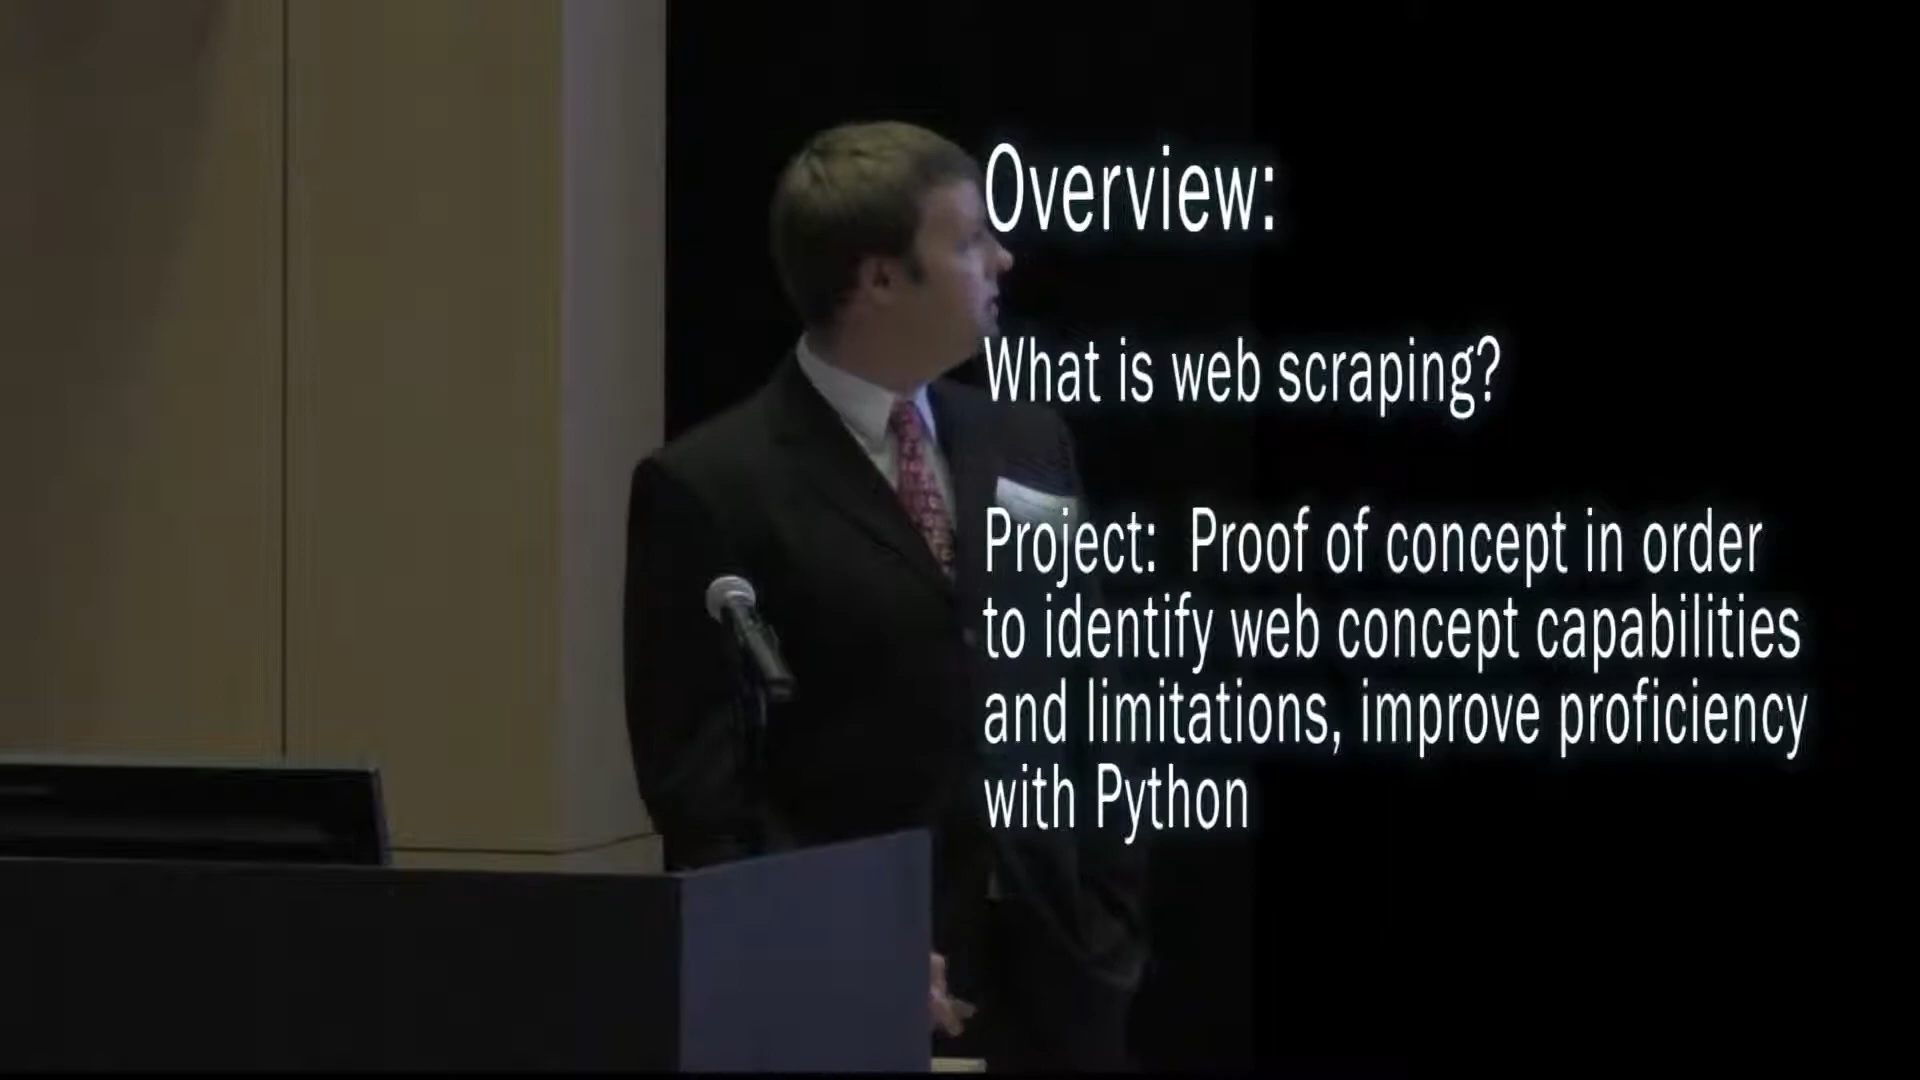 Overview:
What is web scraping?
Project: Proof of concept in order
to identify web concept capabilities
and limitations, improve proficiency
with Python